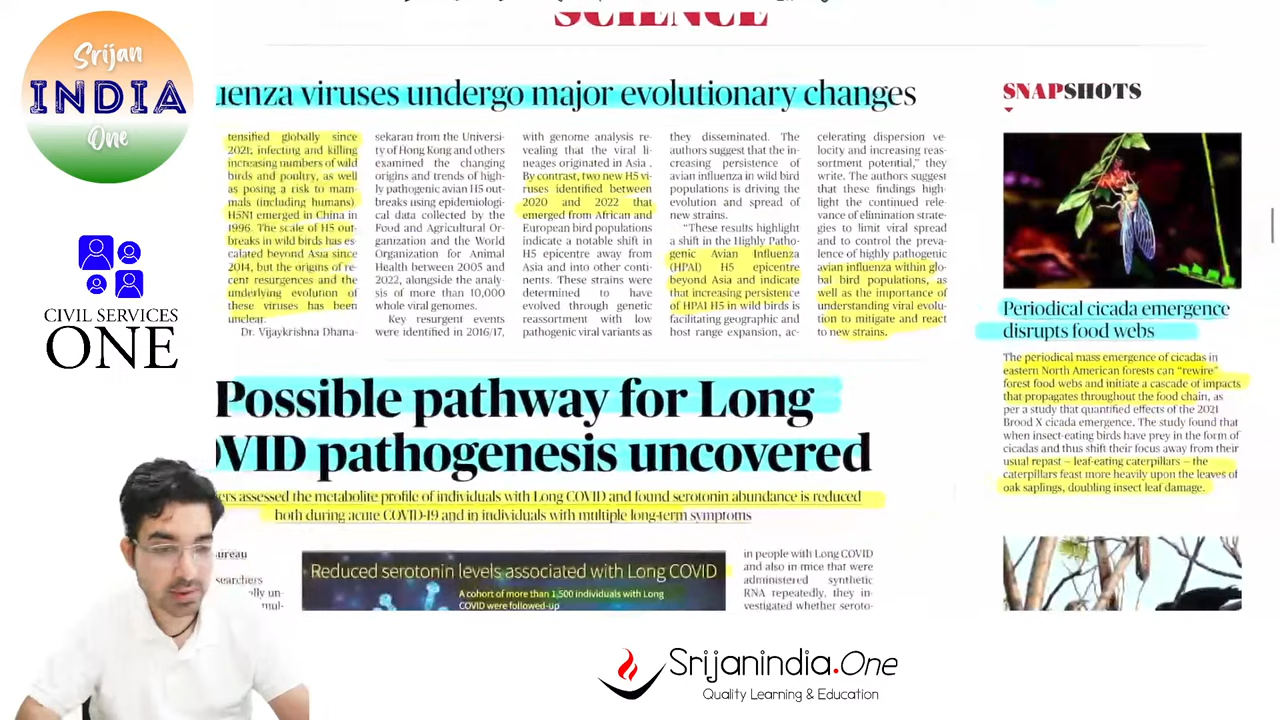 SCIENCE
Srijan
INDIA
One
CIVIL SERVICES
ONE
uenza viruses undergo major evolutionary changes
tensified globally since
2021; infecting and killing
increasing numbers of wild
birds and poultry, as well
as posing a risk to mam-
mals (including humans)
H5N1 emerged in China in
1996. The scale of H5 out-
breaks in wild birds has es-
calated beyond Asia since
2014, but the origins of re-
cent resurgences and the
underlying evolution of
these viruses has been
unclear.
Dr. Vijaykrishna Dhana-
sekaran from the Universi-
ty of Hong Kong and others
examined the changing
origins and trends of high-
ly pathogenic avian H5 out-
breaks using epidemiologi-
cal data collected by the
Food and Agricultural Or-
ganization and the World
Organization for Animal
Health between 2005 and
2022, alongside the analy-
sis of more than 10,000
whole viral genomes.
Key resurgent events
were identified in 2016/17,
with genome analysis re-
vealing that the viral li-
neages originated in Asia .
By contrast, two new H5 vi-
ruses identified between
2020 and 2022 that
emerged from African and
European bird populations
indicate a notable shift in
H5 epicentre away from
Asia and into other conti-
nents. These strains were
determined to have
evolved through genetic
reassortment with low
pathogenic viral variants as
they disseminated. The
authors suggest that the in-
creasing persistence of
avian influenza in wild bird
populations is driving the
evolution and spread of
new strains.
"These results highlight
a shift in the Highly Patho-
genic Avian Influenza
(HPAI) H5 epicentre
beyond Asia and indicate
that increasing persistence
of HPAI H5 in wild birds is
facilitating geographic and
host range expansion, ac-
celerating dispersion ve-
locity and increasing reas-
sortment potential," they
write. The authors suggest
that these findings high-
light the continued rele-
vance of elimination strate-
gies to limit viral spread
and to control the preva-
lence of highly pathogenic
avian influenza within glo-
bal bird populations, as
well as the importance of
understanding viral evolu-
tion to mitigate and react
to new strains.
SNAPSHOTS
Periodical cicada emergence
disrupts food webs
The periodical mass emergence of cicadas in
eastern North American forests can "rewire"
forest food webs and initiate a cascade of impacts
that propagates throughout the food chain, as
per a study that quantified effects of the 2021
Brood X cicada emergence. The study found that
when insect-eating birds have prey in the form of
cicadas and thus shift their focus away from their
usual repast — leaf-eating caterpillars — the
caterpillars feast more heavily upon the leaves of
oak saplings, doubling insect leaf damage.
Possible pathway for Long
VID pathogenesis uncovered
ers assessed the metabolite profile of individuals with Long COVID and found serotonin abundance is reduced
both during acute COVID-19 and in individuals with multiple long-term symptoms
ureau
searchers
lly un-
mul-
Reduced serotonin levels associated with Long COVID
A cohort of more than 1,500 individuals with Long
COVID were followed-up
in people with Long COVID
and also in mice that were
administered synthetic
RNA repeatedly, they in-
vestigated whether seroto-
Srijanindia.One
Quality Learning & Education